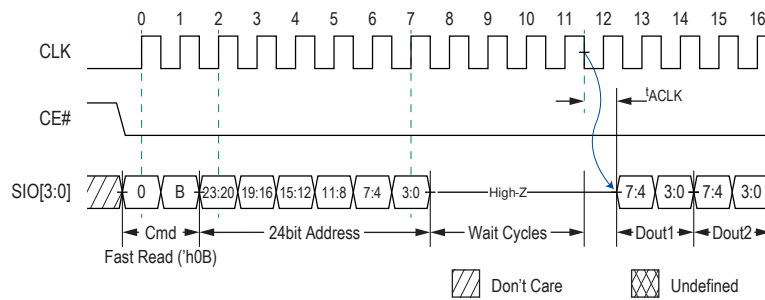 0 1 2 3 4 5 6 7 8 9 10 11 12 13 14 15 16
CLK
tACLK
CE#
SIO[3:0] 0 B 23:20 19:16 15:12 11:8 7:4 3:0 High-Z 7:4 3:0 7:4 3:0
Cmd 24bit Address Wait Cycles Dout1 Dout2
Fast Read ('h0B)
Don't Care Undefined